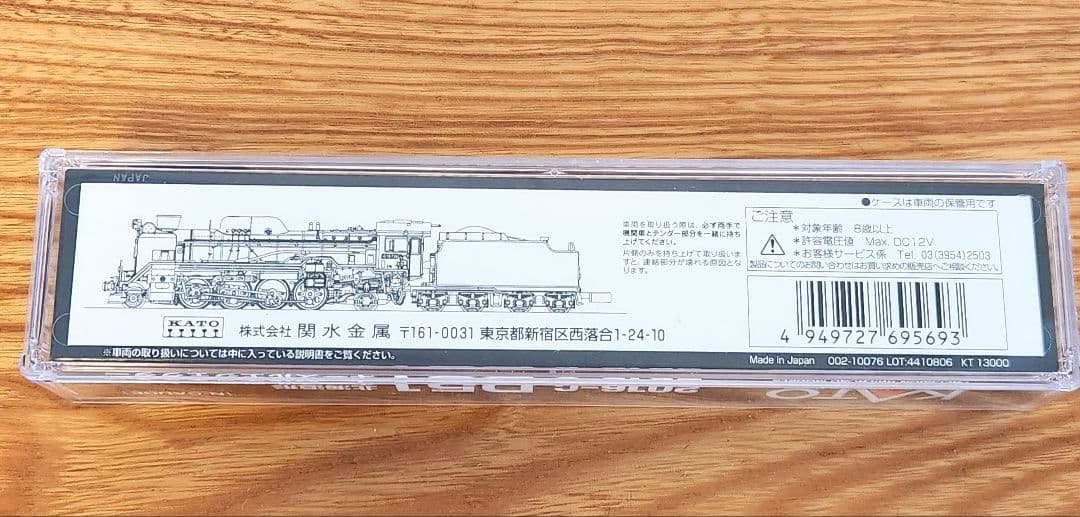 JAPAN
●ケースは車両の保管用です
車両を取り扱う際は、必ず両手で
機関車とテンダー部分を一緒に持ち
上げてください。
片側のみを持ち上げて取り扱いま
すと、連結部分が壊れる原因とな
ります。
ご注意
*対象年齢 8歳以上
*許容電圧値 Max. DC12V
*お客様サービス係 Tel. 03(3954)2503
製品についてのお問い合わせはお買い求めの販売店へご相談ください。
KATO
株式会社 関水金属 〒161-0031 東京都新宿区西落合1-24-10
4 949727 695693
※車両の取り扱いについては中に入っている説明書をご覧ください。
Made in Japan 002-10076 LOT:4410806 KT 13000
KATO
2016-6 D51
N GAUGE